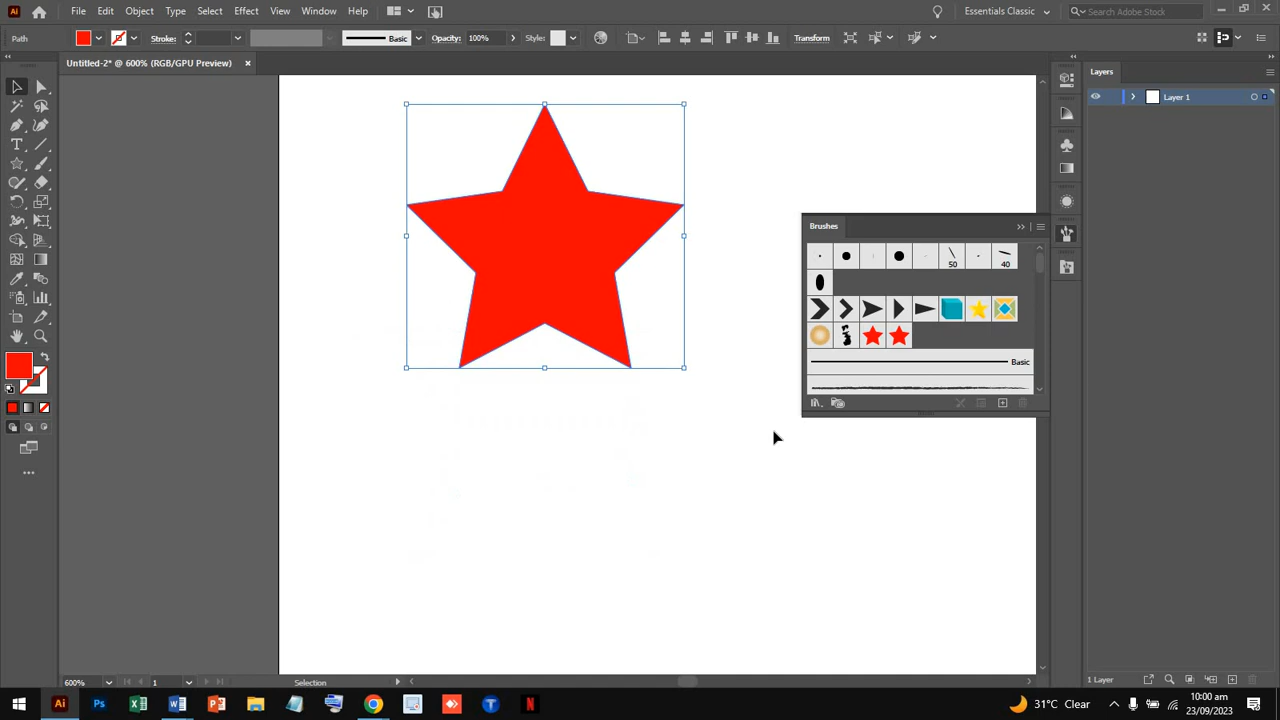 Ai File Edit Object Type Select Effect View Window Help Essentials Classic Search Adobe Stock
Path Stroke: Basic Opacity: 100% Style: Transform
Untitled-2* @ 600% (RGB/GPU Preview) ×
Layers
Layer 1
Brushes
50 40
Basic
600% 1 Selection
1 Layer
Ai Ps X W P T N 31°C Clear 10:00 am
23/09/2023